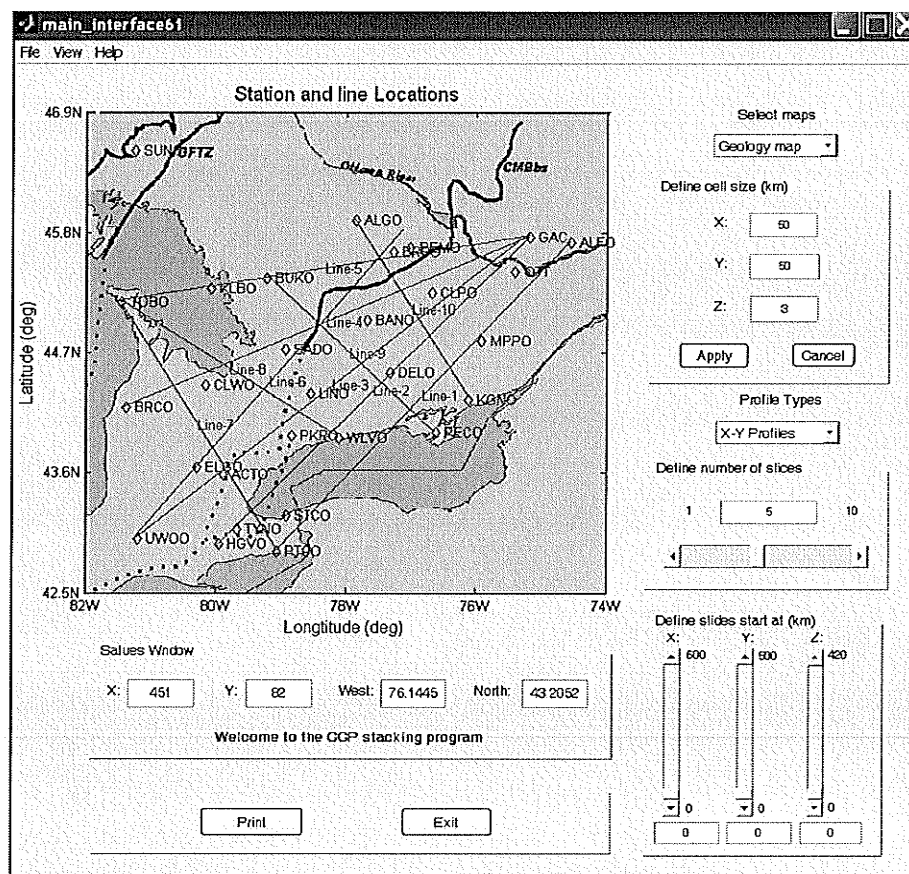 main_interface61
File View Help
Station and line Locations
46.9N
45.8N
44.7N
43.6N
42.5N
Latitude (deg)
82W 80W 78W 76W 74W
Longtitude (deg)
SUN
GFTZ
Ottawa River
CMBbs
ALGO
GAC
ALFO
PEMO
BUKO
Line-5
KLBO
TOBO
CLPO
Line-10
Line-4
BANO
MPPO
SADO
Line-9
Line-8
CLWO
Line-6
LINO
Line-3
DELO
Line-2
Line-1
KGNO
BRCO
Line-7
PKRO
WLVO
PECO
ELBO
ACTO
STCO
TYNO
UWOO
HGVO
PTCO
Select maps
Geology map
Define cell size (km)
X: 50
Y: 50
Z: 3
Apply Cancel
Profile Types
X-Y Profiles
Define number of slices
1 5 10
Define slides start at (km)
X: Y: Z:
600 600 420
0 0 0
0 0 0
Salues Wndow
X: 451 Y: 82 West: 76.1445 North: 43.2052
Welcome to the CCP stacking program
Print Exit